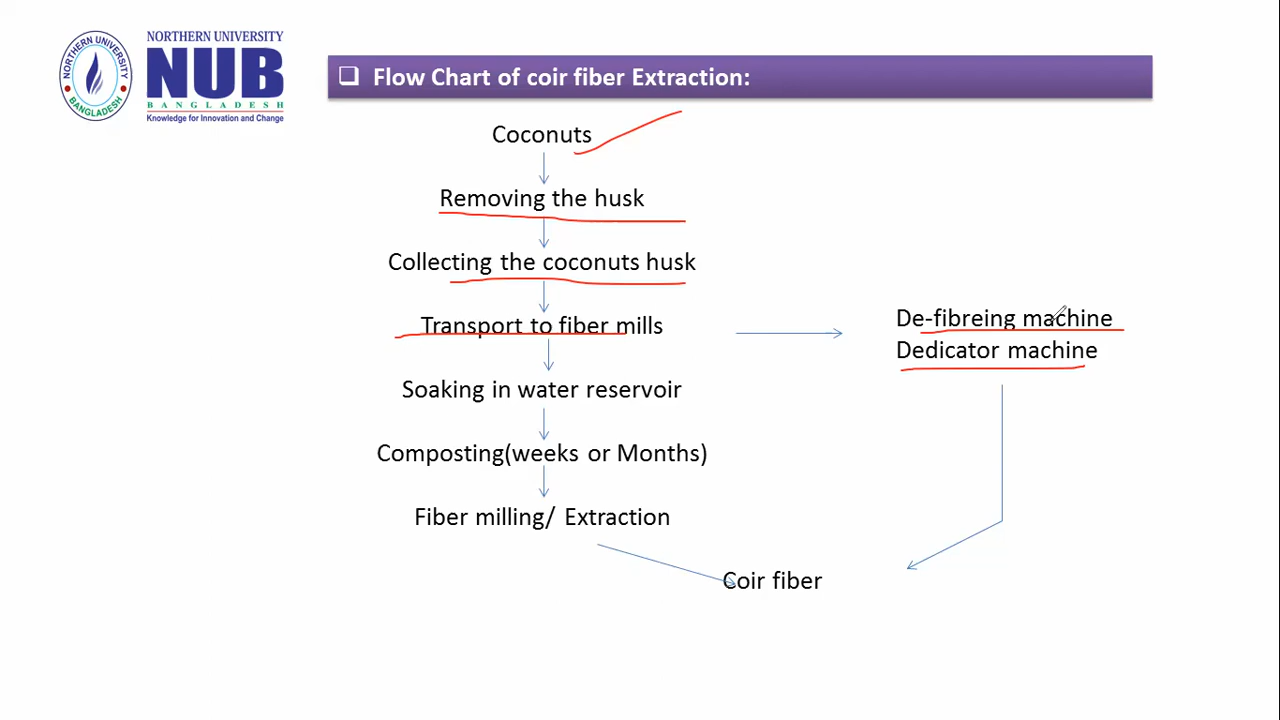 NORTHERN UNIVERSITY
NUB
BANGLADESH
Knowledge for Innovation and Change
NORTHERN UNIVERSITY
BANGLADESH
❑ Flow Chart of coir fiber Extraction:
Coconuts
Removing the husk
Collecting the coconuts husk
Transport to fiber mills
De-fibreing machine
Dedicator machine
Soaking in water reservoir
Composting(weeks or Months)
Fiber milling/ Extraction
Coir fiber